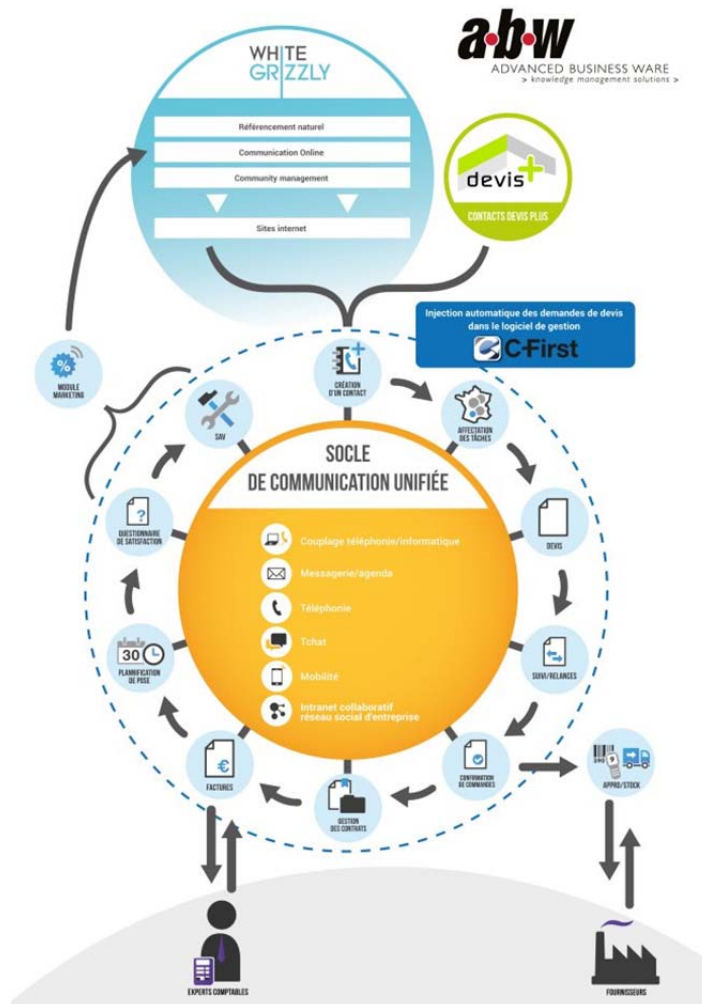 WHITE
GRIZZLY
a·b·w
ADVANCED BUSINESS WARE
> knowledge management solutions >
Référencement naturel
Communication Online
Community management
Sites internet
devis+
CONTACTS DEVIS PLUS
Injection automatique des demandes de devis
dans le logiciel de gestion
C-First
MODULE
MARKETING
%
CRÉATION
D'UN CONTACT
AFFECTATION
DES TÂCHES
SAV
SOCLE
DE COMMUNICATION UNIFIÉE
QUESTIONNAIRE
DE SATISFACTION
?
DEVIS
Couplage téléphonie/informatique
Messagerie/agenda
Téléphonie
Tchat
Mobilité
Intranet collaboratif
réseau social d'entreprise
30
PLANNIFICATION
DE POSE
SUIVI/RELANCES
€
FACTURES
GESTION
DES CONTRATS
CONFIRMATION
DE COMMANDES
APPRO/STOCK
EXPERTS COMPTABLES
FOURNISSEURS